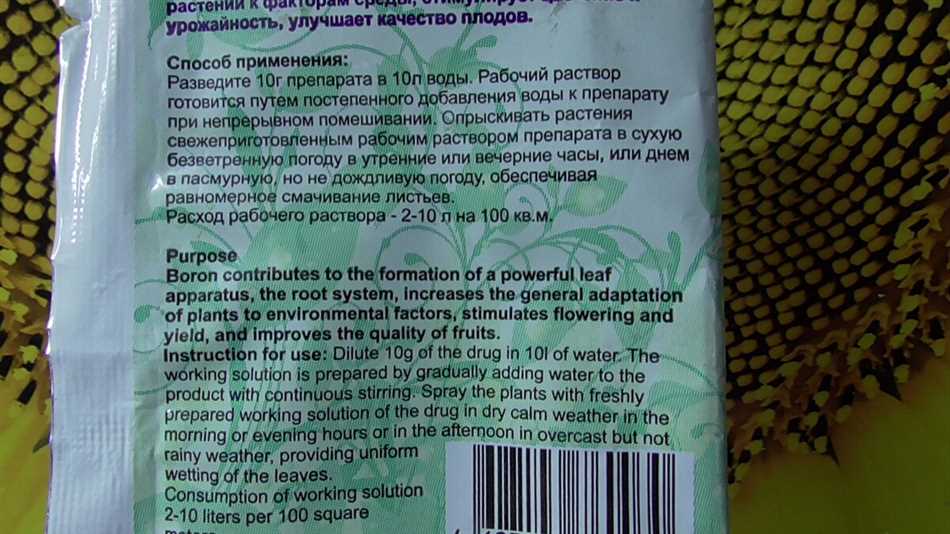 растений к факторам среды, стимулирует
урожайность, улучшает качество плодов.
Способ применения:
Разведите 10г препарата в 10л воды. Рабочий раствор
готовится путем постепенного добавления воды к препарату
при непрерывном помешивании. Опрыскивать растения
свежеприготовленным рабочим раствором препарата в сухую
безветренную погоду в утренние или вечерние часы, или днем
в пасмурную, но не дождливую погоду, обеспечивая
равномерное смачивание листьев.
Расход рабочего раствора - 2-10 л на 100 кв.м.
Purpose
Boron contributes to the formation of a powerful leaf
apparatus, the root system, increases the general adaptation
of plants to environmental factors, stimulates flowering and
yield, and improves the quality of fruits.
Instruction for use: Dilute 10g of the drug in 10l of water. The
working solution is prepared by gradually adding water to the
product with continuous stirring. Spray the plants with freshly
prepared working solution of the drug in dry calm weather in the
morning or evening hours or in the afternoon in overcast but not
rainy weather, providing uniform
wetting of the leaves.
Consumption of working solution
2-10 liters per 100 square
meters